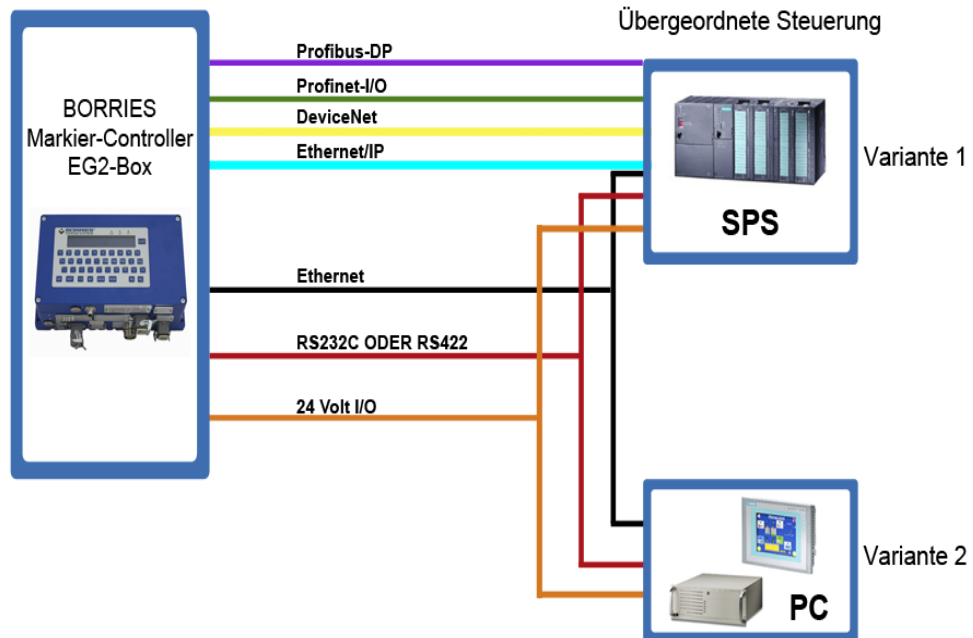 Übergeordnete Steuerung
BORRIES
Markier-Controller
EG2-Box
BORRIES
Profibus-DP
Profinet-I/O
DeviceNet
Ethernet/IP
Ethernet
RS232C ODER RS422
24 Volt I/O
SPS
Variante 1
PC
Variante 2